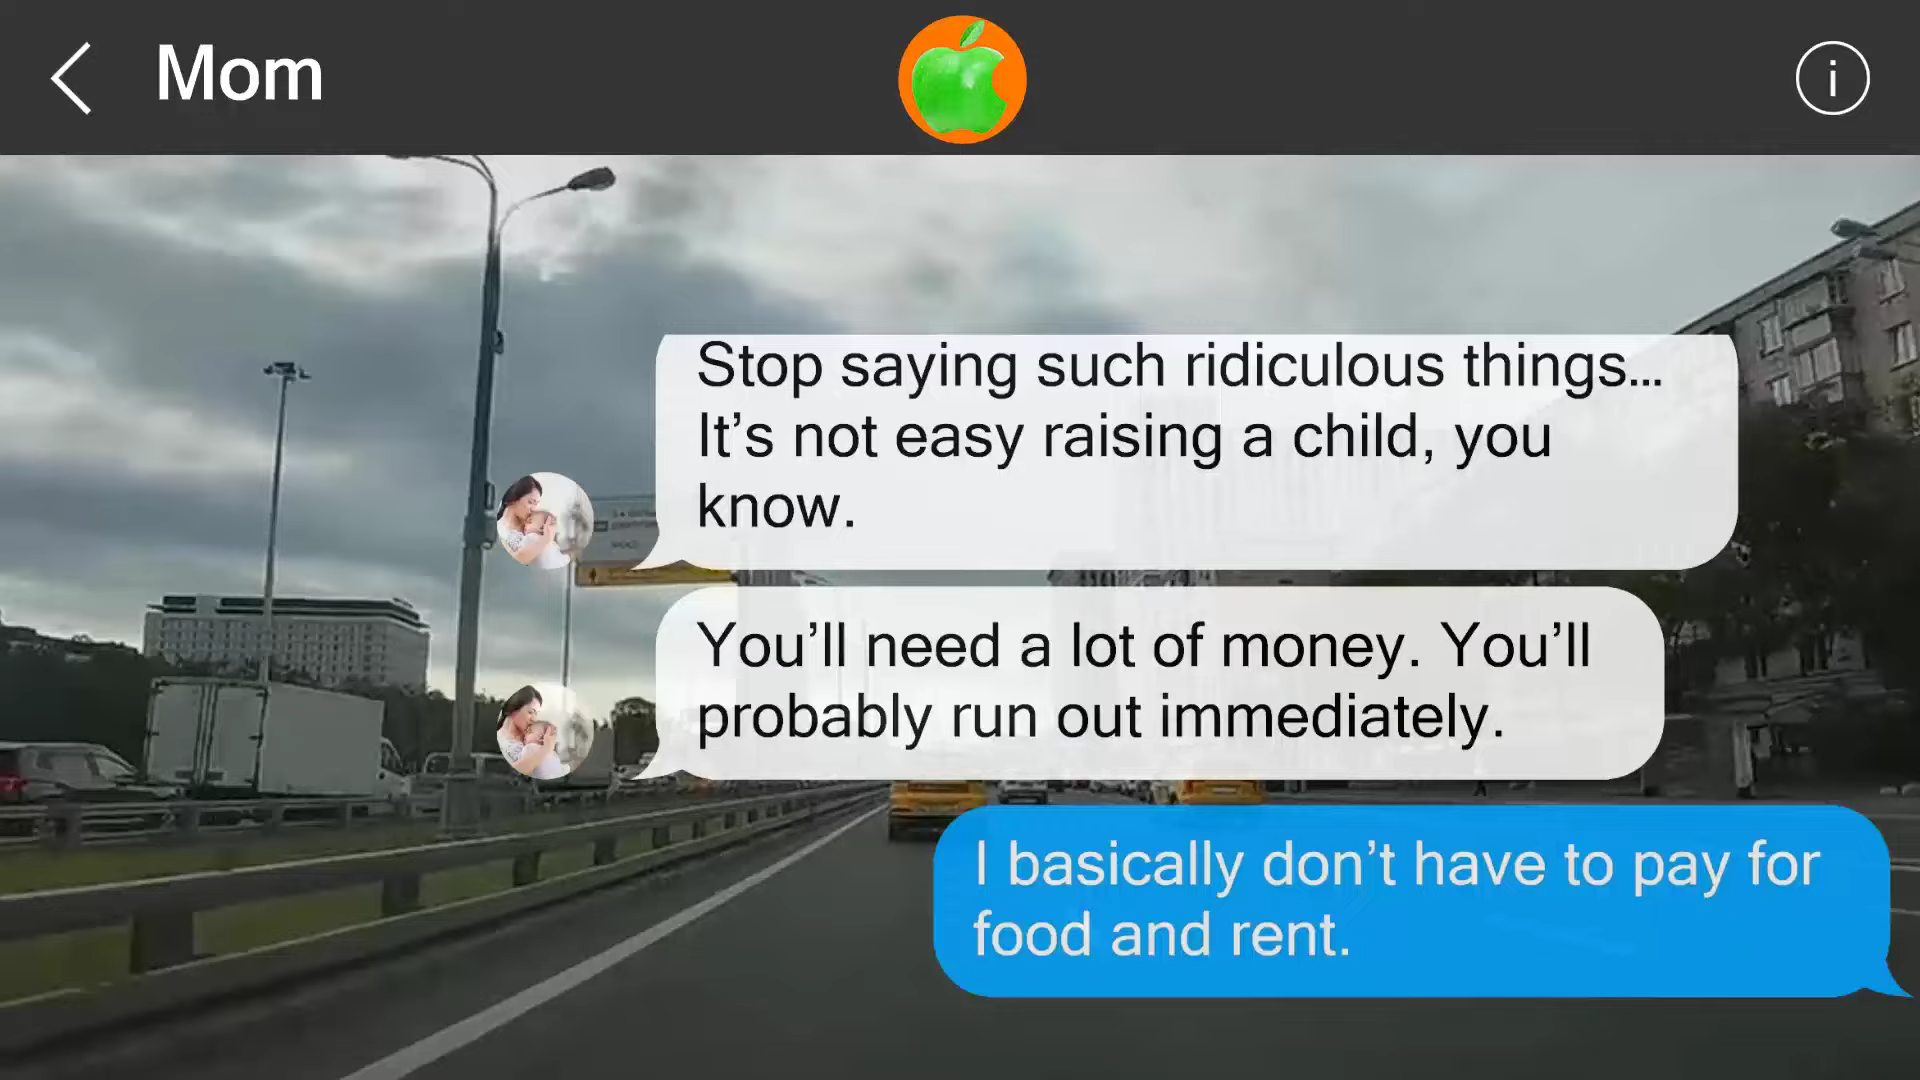 Mom
i
Stop saying such ridiculous things...
It’s not easy raising a child, you
know.
You’ll need a lot of money. You’ll
probably run out immediately.
I basically don’t have to pay for
food and rent.